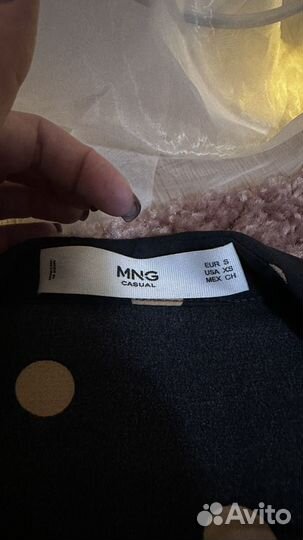 MNG
CASUAL
EUR S
USA XS
MEX CH
Avito